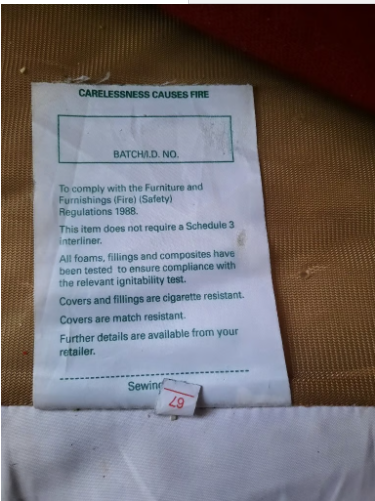 CARELESSNESS CAUSES FIRE
BATCH/I.D. NO.
To comply with the Furniture and
Furnishings (Fire) (Safety)
Regulations 1988.
This item does not require a Schedule 3
interliner.
All foams, fillings and composites have
been tested to ensure compliance with
the relevant ignitability test.
Covers and fillings are cigarette resistant.
Covers are match resistant.
Further details are available from your
retailer.
Sewing
67